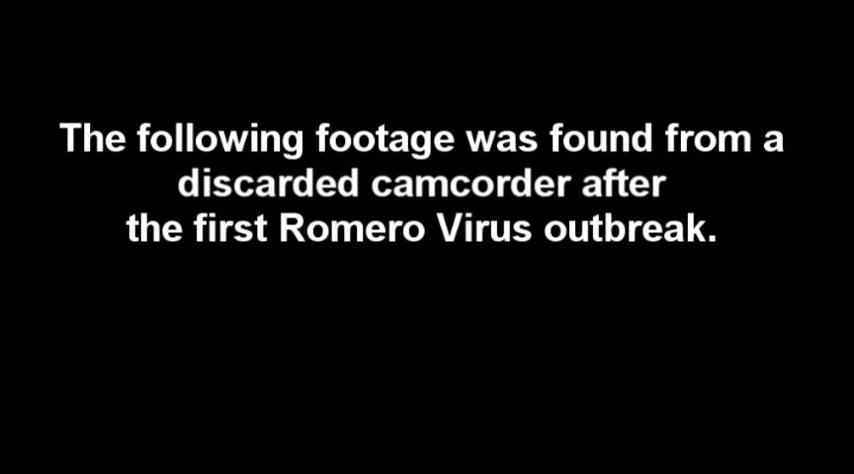 The following footage was found from a
discarded camcorder after
the first Romero Virus outbreak.